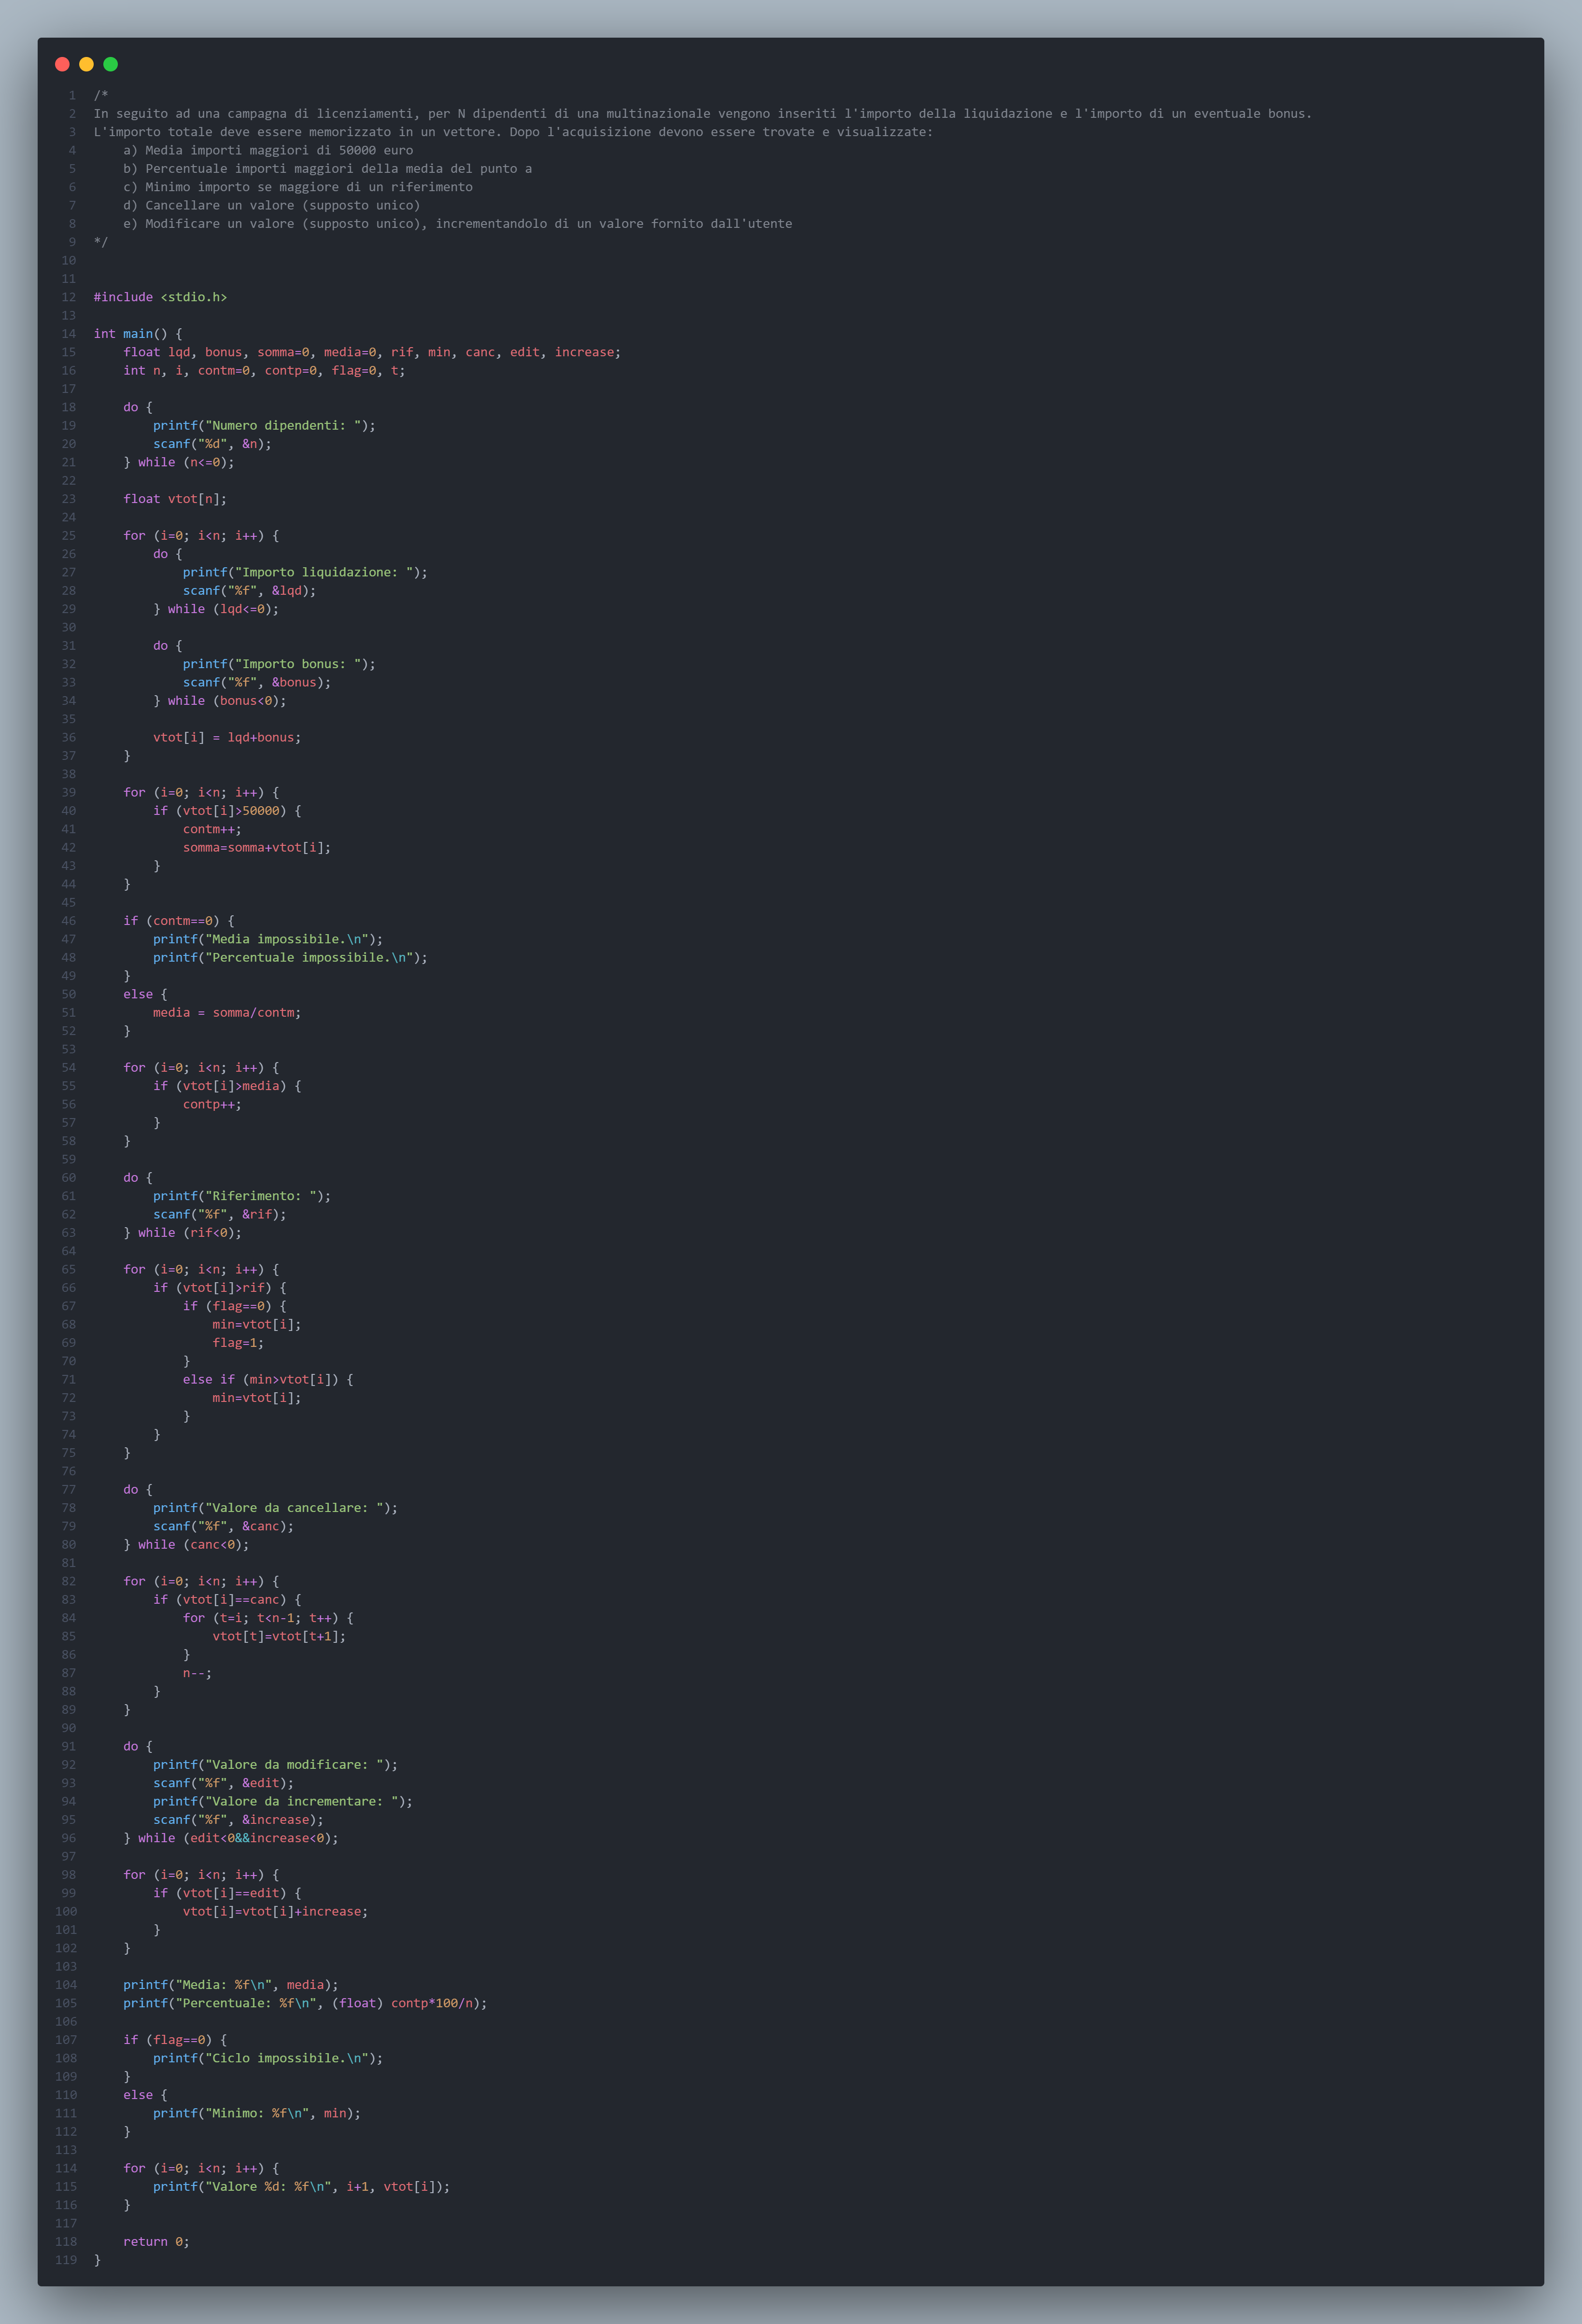 1 /*
2 In seguito ad una campagna di licenziamenti, per N dipendenti di una multinazionale vengono inseriti l'importo della liquidazione e l'importo di un eventuale bonus.
3 L'importo totale deve essere memorizzato in un vettore. Dopo l'acquisizione devono essere trovate e visualizzate:
4     a) Media importi maggiori di 50000 euro
5     b) Percentuale importi maggiori della media del punto a
6     c) Minimo importo se maggiore di un riferimento
7     d) Cancellare un valore (supposto unico)
8     e) Modificare un valore (supposto unico), incrementandolo di un valore fornito dall'utente
9 */
10
11
12 #include <stdio.h>
13
14 int main() {
15     float lqd, bonus, somma=0, media=0, rif, min, canc, edit, increase;
16     int n, i, contm=0, contp=0, flag=0, t;
17
18     do {
19         printf("Numero dipendenti: ");
20         scanf("%d", &n);
21     } while (n<=0);
22
23     float vtot[n];
24
25     for (i=0; i<n; i++) {
26         do {
27             printf("Importo liquidazione: ");
28             scanf("%f", &lqd);
29         } while (lqd<=0);
30
31         do {
32             printf("Importo bonus: ");
33             scanf("%f", &bonus);
34         } while (bonus<0);
35
36         vtot[i] = lqd+bonus;
37     }
38
39     for (i=0; i<n; i++) {
40         if (vtot[i]>50000) {
41             contm++;
42             somma=somma+vtot[i];
43         }
44     }
45
46     if (contm==0) {
47         printf("Media impossibile.\n");
48         printf("Percentuale impossibile.\n");
49     }
50     else {
51         media = somma/contm;
52     }
53
54     for (i=0; i<n; i++) {
55         if (vtot[i]>media) {
56             contp++;
57         }
58     }
59
60     do {
61         printf("Riferimento: ");
62         scanf("%f", &rif);
63     } while (rif<0);
64
65     for (i=0; i<n; i++) {
66         if (vtot[i]>rif) {
67             if (flag==0) {
68                 min=vtot[i];
69                 flag=1;
70             }
71             else if (min>vtot[i]) {
72                 min=vtot[i];
73             }
74         }
75     }
76
77     do {
78         printf("Valore da cancellare: ");
79         scanf("%f", &canc);
80     } while (canc<0);
81
82     for (i=0; i<n; i++) {
83         if (vtot[i]==canc) {
84             for (t=i; t<n-1; t++) {
85                 vtot[t]=vtot[t+1];
86             }
87             n--;
88         }
89     }
90
91     do {
92         printf("Valore da modificare: ");
93         scanf("%f", &edit);
94         printf("Valore da incrementare: ");
95         scanf("%f", &increase);
96     } while (edit<0&&increase<0);
97
98     for (i=0; i<n; i++) {
99         if (vtot[i]==edit) {
100             vtot[i]=vtot[i]+increase;
101         }
102     }
103
104     printf("Media: %f\n", media);
105     printf("Percentuale: %f\n", (float) contp*100/n);
106
107     if (flag==0) {
108         printf("Ciclo impossibile.\n");
109     }
110     else {
111         printf("Minimo: %f\n", min);
112     }
113
114     for (i=0; i<n; i++) {
115         printf("Valore %d: %f\n", i+1, vtot[i]);
116     }
117
118     return 0;
119 }